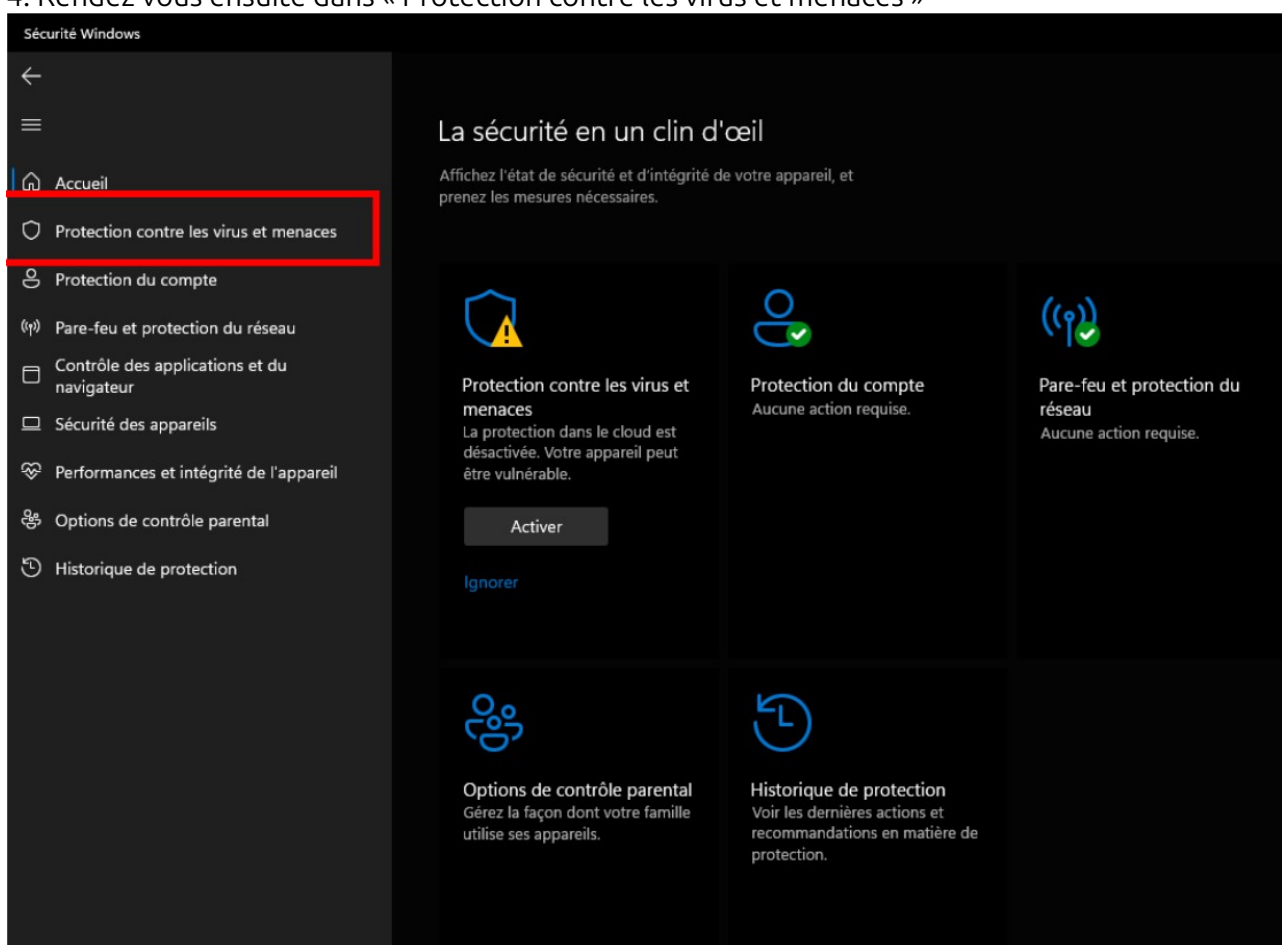 4. Rendez vous ensuite dans « Protection contre les virus et menaces »
Sécurité Windows
Accueil
Protection contre les virus et menaces
Protection du compte
Pare-feu et protection du réseau
Contrôle des applications et du
navigateur
Sécurité des appareils
Performances et intégrité de l'appareil
Options de contrôle parental
Historique de protection
La sécurité en un clin d'œil
Affichez l'état de sécurité et d'intégrité de votre appareil, et
prenez les mesures nécessaires.
Protection contre les virus et
menaces
La protection dans le cloud est
désactivée. Votre appareil peut
être vulnérable.
Activer
Ignorer
Protection du compte
Aucune action requise.
Pare-feu et protection du
réseau
Aucune action requise.
Options de contrôle parental
Gérez la façon dont votre famille
utilise ses appareils.
Historique de protection
Voir les dernières actions et
recommandations en matière de
protection.